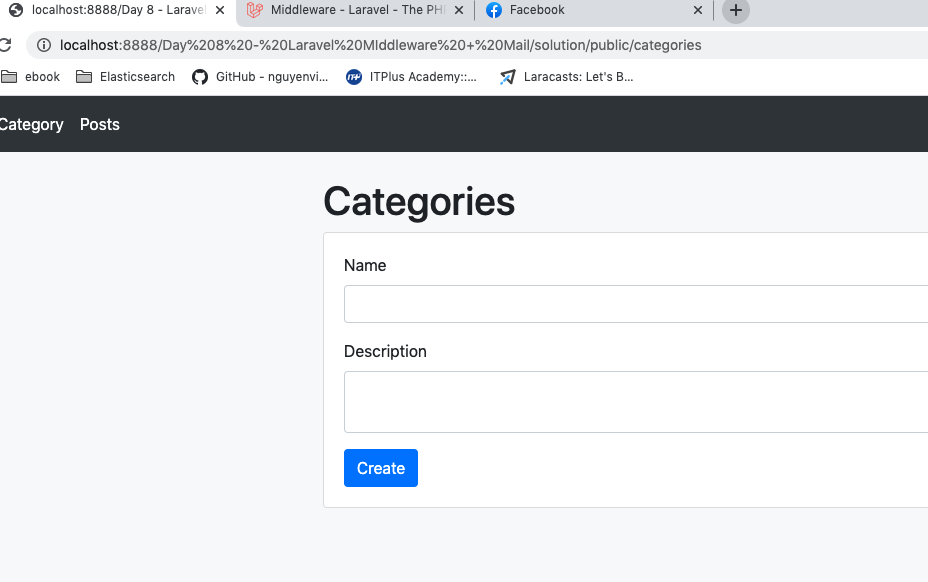 localhost:8888/Day 8 - Laravel
Middleware - Laravel - The PH
Facebook
localhost:8888/Day%208%20-%20Laravel%20MIddleware%20+%20Mail/solution/public/categories
ebook
Elasticsearch
GitHub - nguyenvi...
ITPlus Academy::...
Laracasts: Let's B...
Category
Posts
Categories
Name
Description
Create